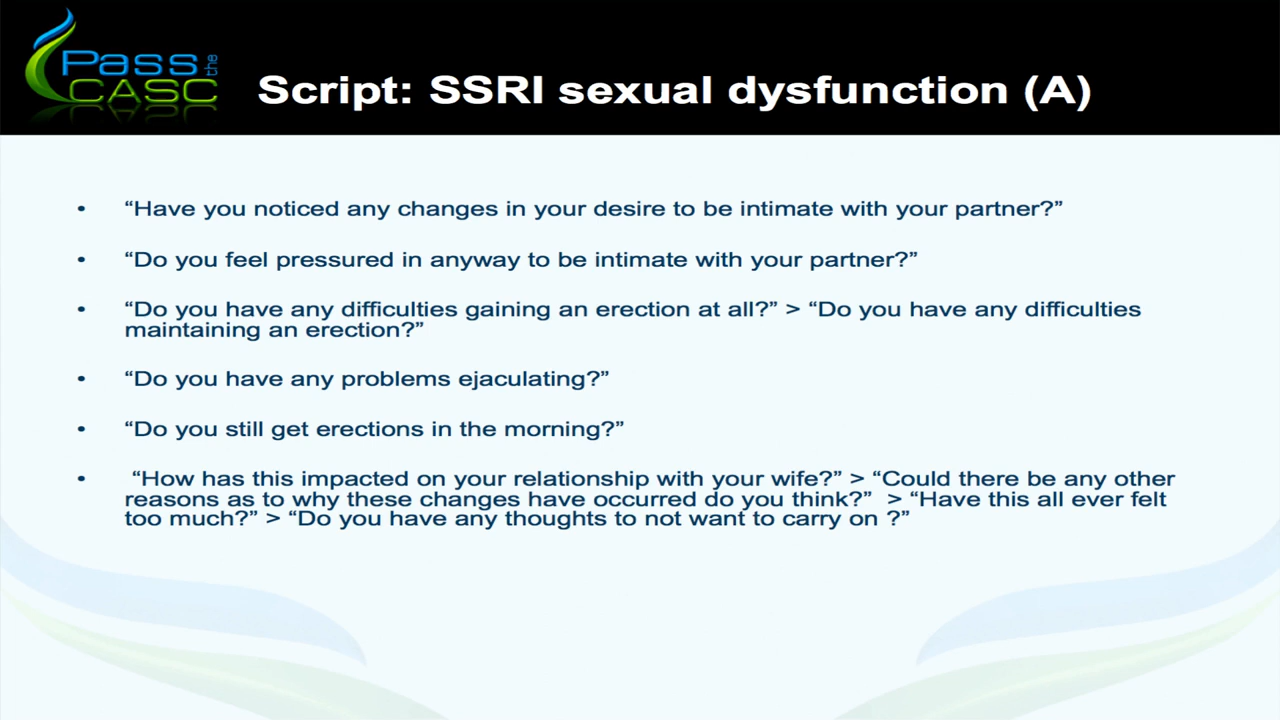 Pass the
CASC
Script: SSRI sexual dysfunction (A)
• “Have you noticed any changes in your desire to be intimate with your partner?”
• “Do you feel pressured in anyway to be intimate with your partner?”
• “Do you have any difficulties gaining an erection at all?” > “Do you have any difficulties
maintaining an erection?”
• “Do you have any problems ejaculating?”
• “Do you still get erections in the morning?”
• “How has this impacted on your relationship with your wife?” > “Could there be any other
reasons as to why these changes have occurred do you think?” > “Have this all ever felt
too much?” > “Do you have any thoughts to not want to carry on ?”